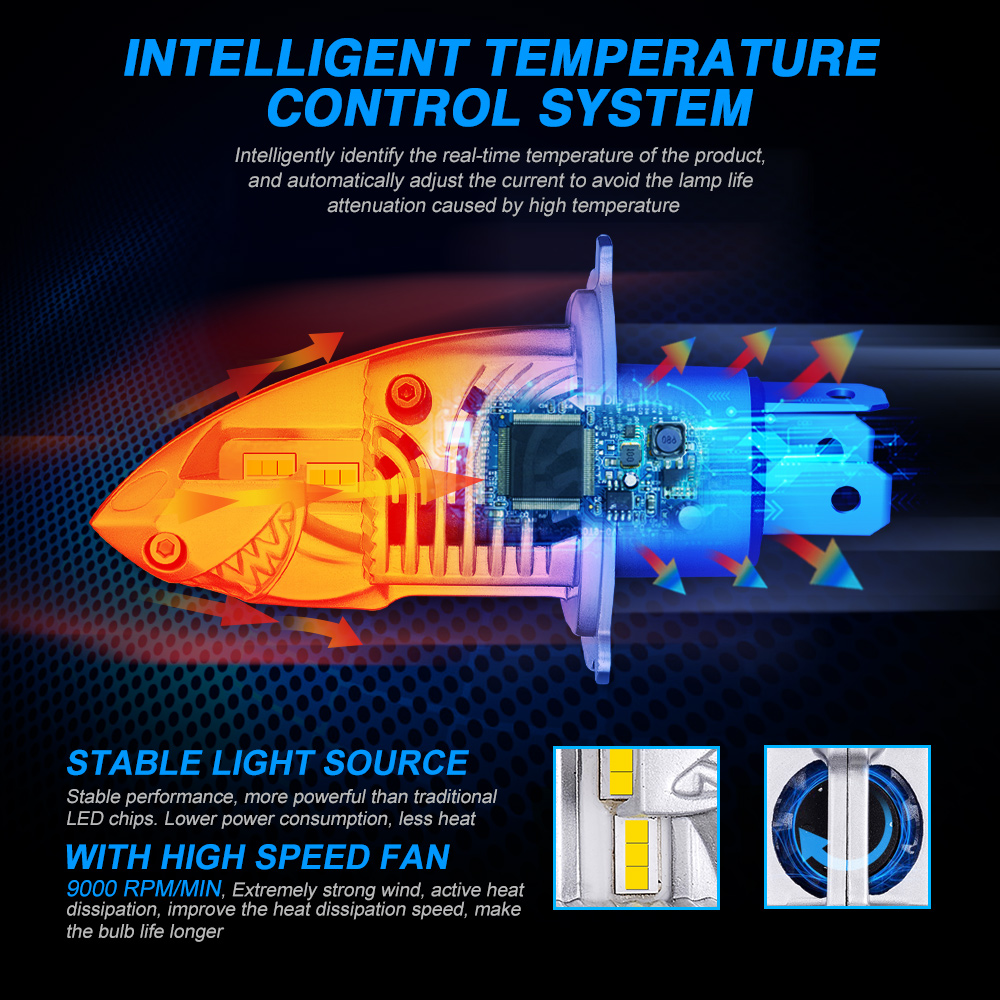 INTELLIGENT TEMPERATURE
CONTROL SYSTEM
Intelligently identify the real-time temperature of the product,
and automatically adjust the current to avoid the lamp life
attenuation caused by high temperature
STABLE LIGHT SOURCE
Stable performance, more powerful than traditional
LED chips. Lower power consumption, less heat
WITH HIGH SPEED FAN
9000 RPM/MIN, Extremely strong wind, active heat
dissipation, improve the heat dissipation speed, make
the bulb life longer